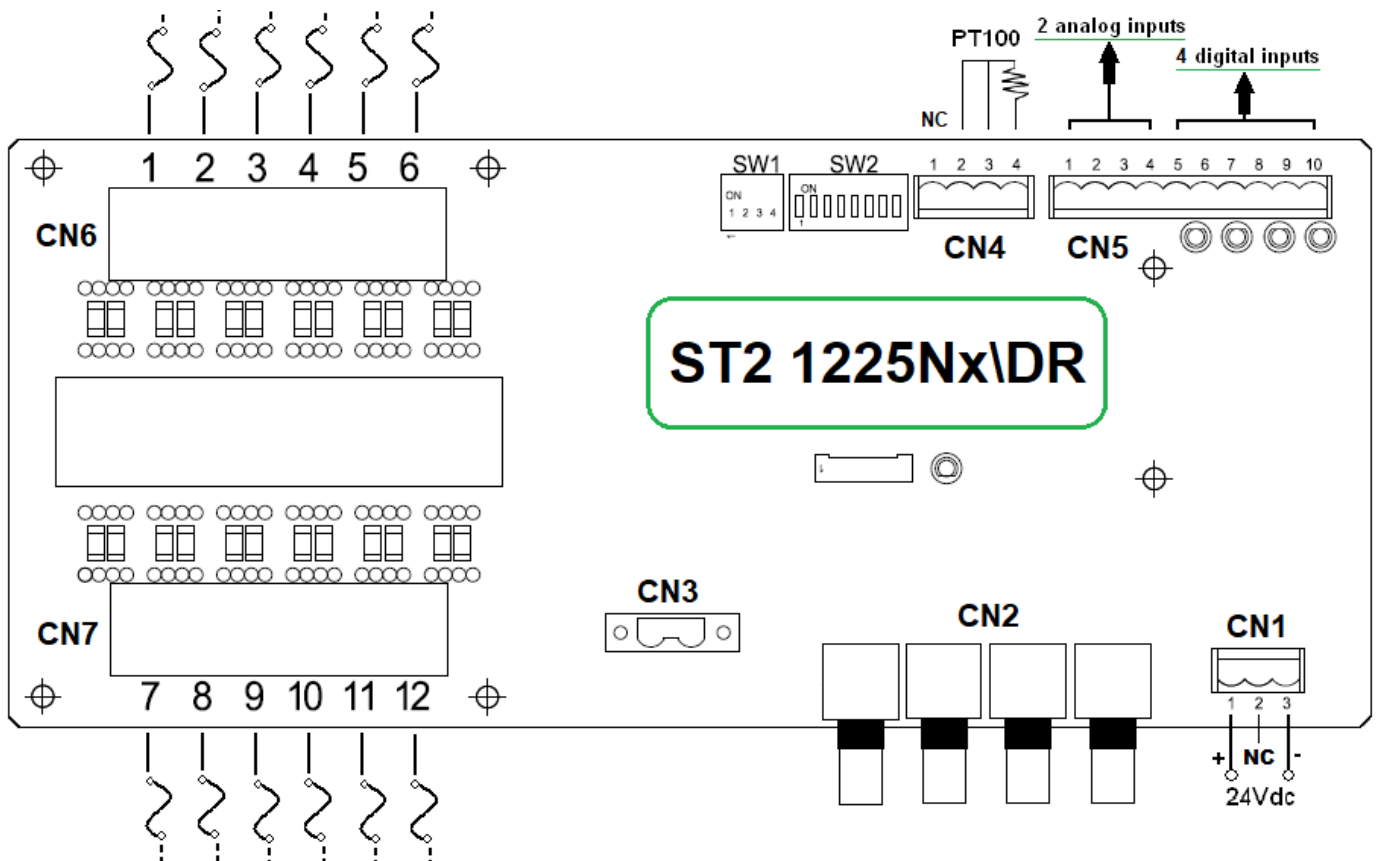 2 analog inputs
PT100
4 digital inputs
NC
1 2 3 4 5 6
SW1
SW2
1 2 3 4
1 2 3 4 5 6 7 8 9 10
ON
ON
1 2 3 4
1
CN6
CN4
CN5
ST2 1225Nx\DR
CN3
CN2
CN1
CN7
7 8 9 10 11 12
1 2 3
+ NC -
24Vdc